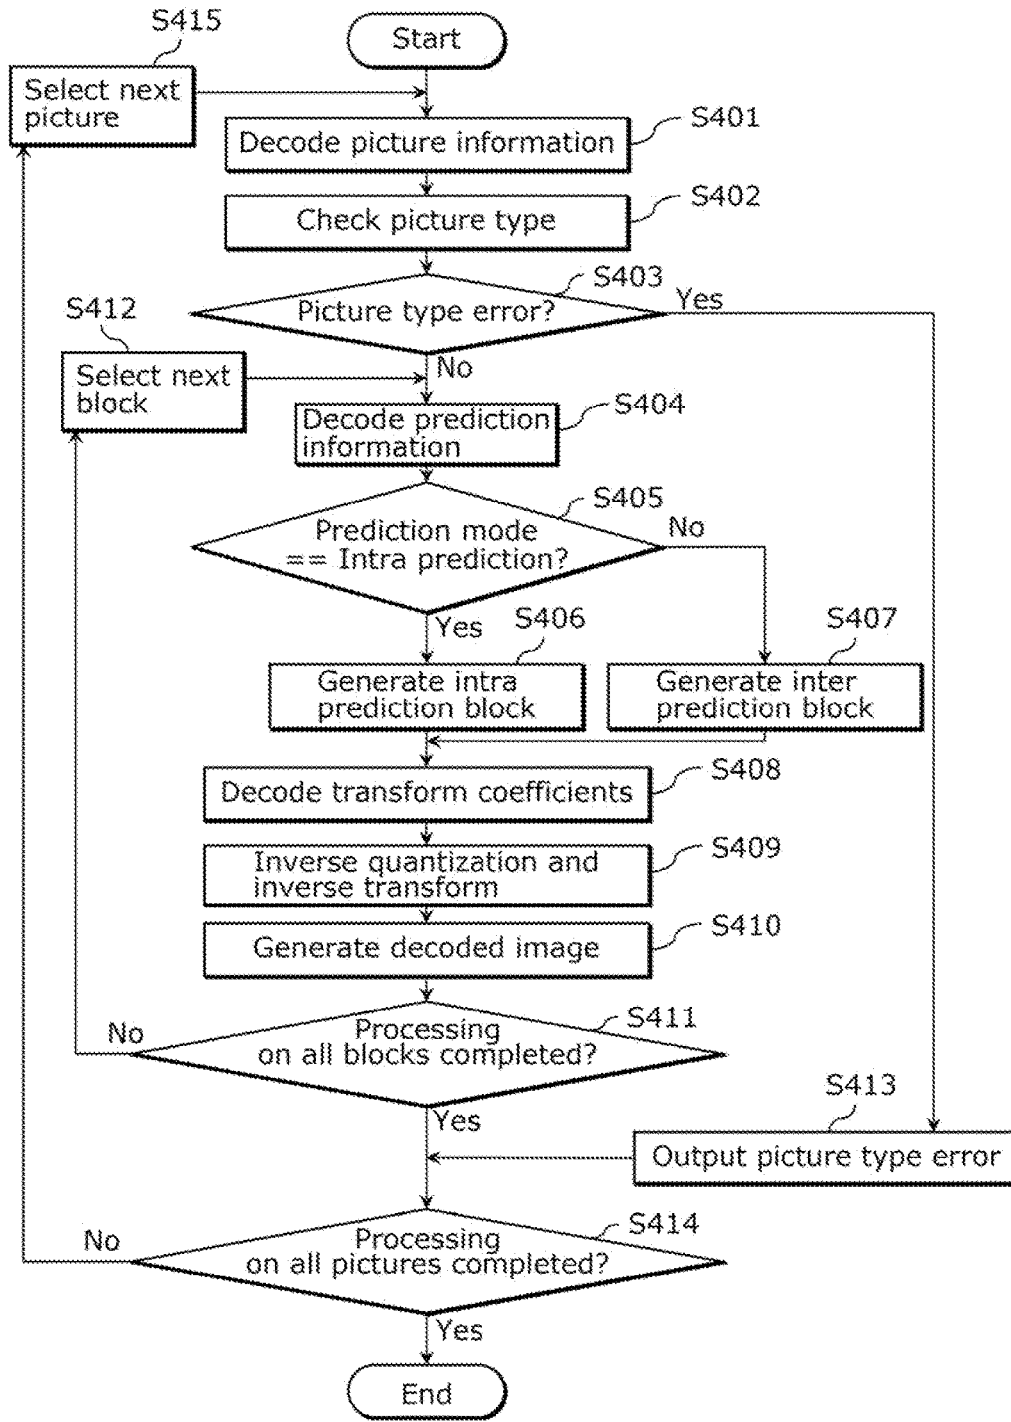 S415
Start
Select next
picture
S401
Decode picture information
S402
Check picture type
S403
Picture type error?
Yes
S412
No
Select next
block
S404
Decode prediction
information
S405
Prediction mode
== Intra prediction?
No
Yes
S406
S407
Generate intra
prediction block
Generate inter
prediction block
S408
Decode transform coefficients
S409
Inverse quantization and
inverse transform
S410
Generate decoded image
S411
No
Processing
on all blocks completed?
S413
Yes
Output picture type error
S414
No
Processing
on all pictures completed?
Yes
End